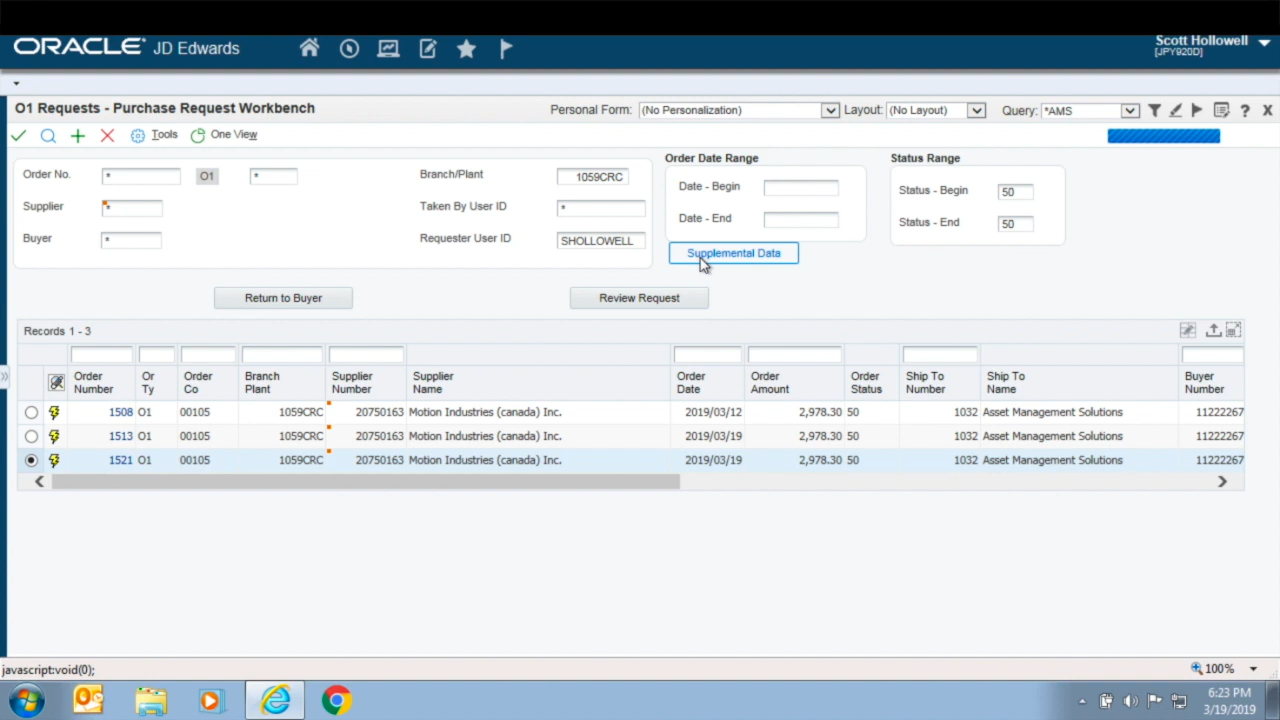 ORACLE JD Edwards
Scott Hollowell
[JPY920D]
O1 Requests - Purchase Request Workbench
Personal Form: (No Personalization) Layout: (No Layout) Query: *AMS
Tools One View
Order No. * O1 *
Supplier *
Buyer *
Branch/Plant 1059CRC
Taken By User ID *
Requester User ID SHOLLOWELL
Order Date Range
Date - Begin
Date - End
Supplemental Data
Status Range
Status - Begin 50
Status - End 50
Return to Buyer Review Request
Records 1 - 3
Order Number Or Ty Order Co Branch Plant Supplier Number Supplier Name Order Date Order Amount Order Status Ship To Number Ship To Name Buyer Number
1508 O1 00105 1059CRC 20750163 Motion Industries (canada) Inc. 2019/03/12 2,978.30 50 1032 Asset Management Solutions 11222267
1513 O1 00105 1059CRC 20750163 Motion Industries (canada) Inc. 2019/03/19 2,978.30 50 1032 Asset Management Solutions 11222267
1521 O1 00105 1059CRC 20750163 Motion Industries (canada) Inc. 2019/03/19 2,978.30 50 1032 Asset Management Solutions 11222267
javascript:void(0);
100%
6:23 PM
3/19/2019